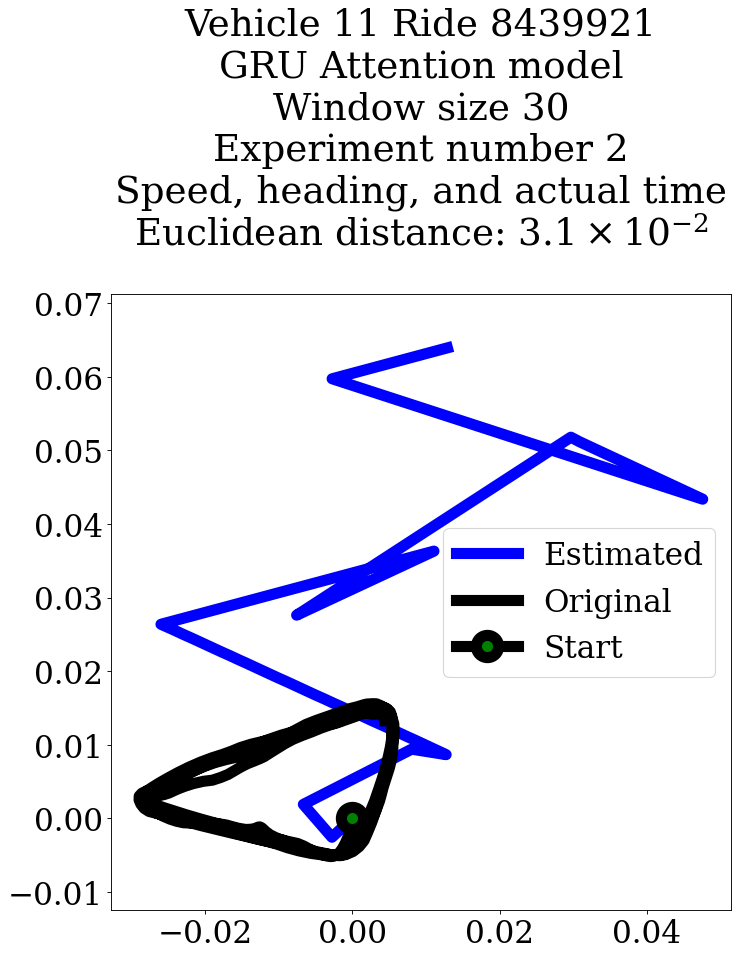 Vehicle 11 Ride 8439921
GRU Attention model
Window size 30
Experiment number 2
Speed, heading, and actual time
Euclidean distance: 3.1 × 10⁻²
0.07
0.06
0.05
0.04
0.03
0.02
0.01
0.00
−0.01
Estimated
Original
Start
−0.02 0.00 0.02 0.04